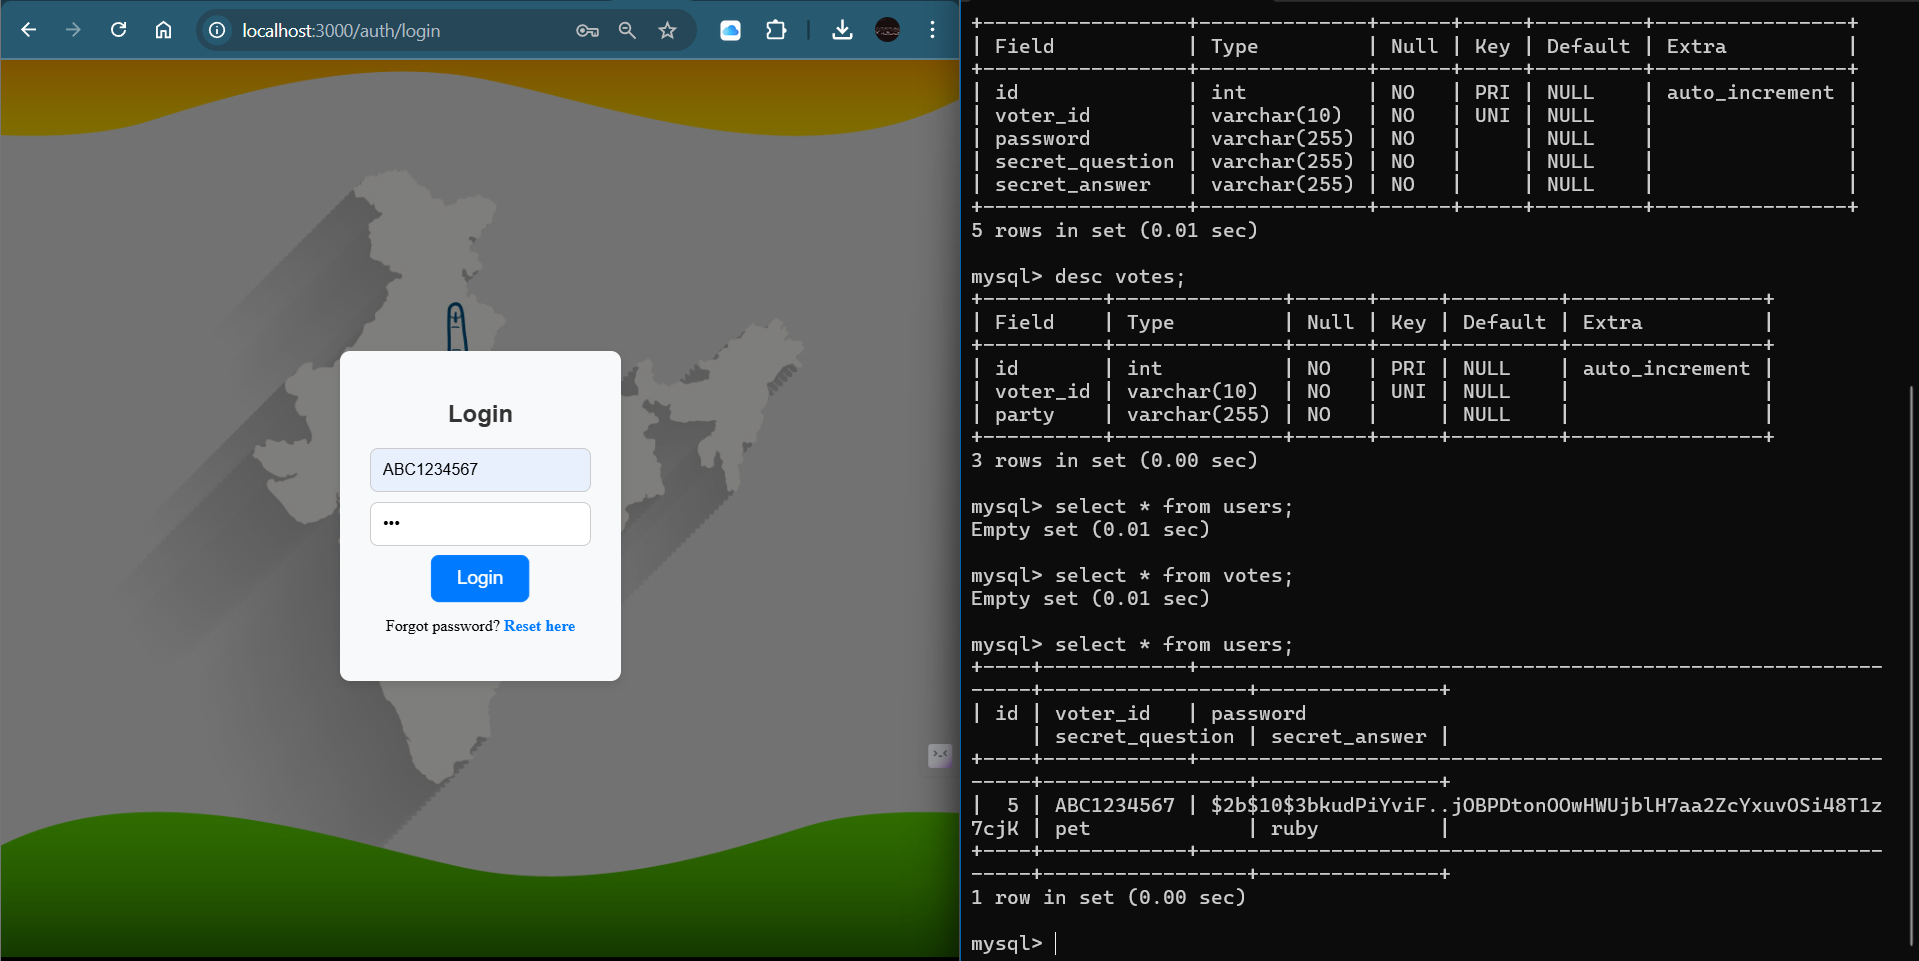 localhost:3000/auth/login
Login
ABC1234567
•••
Login
Forgot password? Reset here
+------------------+--------------+------+-----+---------+----------------+
| Field            | Type         | Null | Key | Default | Extra          |
+------------------+--------------+------+-----+---------+----------------+
| id               | int          | NO   | PRI | NULL    | auto_increment |
| voter_id         | varchar(10)  | NO   | UNI | NULL    |                |
| password         | varchar(255) | NO   |     | NULL    |                |
| secret_question | varchar(255) | NO   |     | NULL    |                |
| secret_answer    | varchar(255) | NO   |     | NULL    |                |
+------------------+--------------+------+-----+---------+----------------+
5 rows in set (0.01 sec)
mysql> desc votes;
+----------+--------------+------+-----+---------+----------------+
| Field    | Type         | Null | Key | Default | Extra          |
+----------+--------------+------+-----+---------+----------------+
| id       | int          | NO   | PRI | NULL    | auto_increment |
| voter_id | varchar(10)  | NO   | UNI | NULL    |                |
| party    | varchar(255) | NO   |     | NULL    |                |
+----------+--------------+------+-----+---------+----------------+
3 rows in set (0.00 sec)
mysql> select * from users;
Empty set (0.01 sec)
mysql> select * from votes;
Empty set (0.01 sec)
mysql> select * from users;
+----+------------+---------------------------------------------------------
-----+-----------------+---------------+
| id | voter_id   | password
     | secret_question | secret_answer |
+----+------------+---------------------------------------------------------
-----+-----------------+---------------+
|  5 | ABC1234567 | $2b$10$3bkudPiYviF..jOBPDtonOOwHWUjblH7aa2ZcYxuvOSi48T1z
7cjK | pet             | ruby          |
+----+------------+---------------------------------------------------------
-----+-----------------+---------------+
1 row in set (0.00 sec)
mysql>